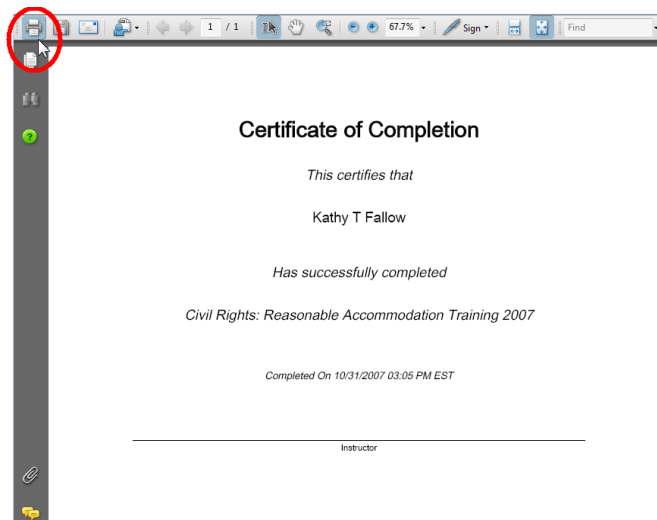 1 / 1 67.7% Sign Find
Certificate of Completion
This certifies that
Kathy T Fallow
Has successfully completed
Civil Rights: Reasonable Accommodation Training 2007
Completed On 10/31/2007 03:05 PM EST
Instructor